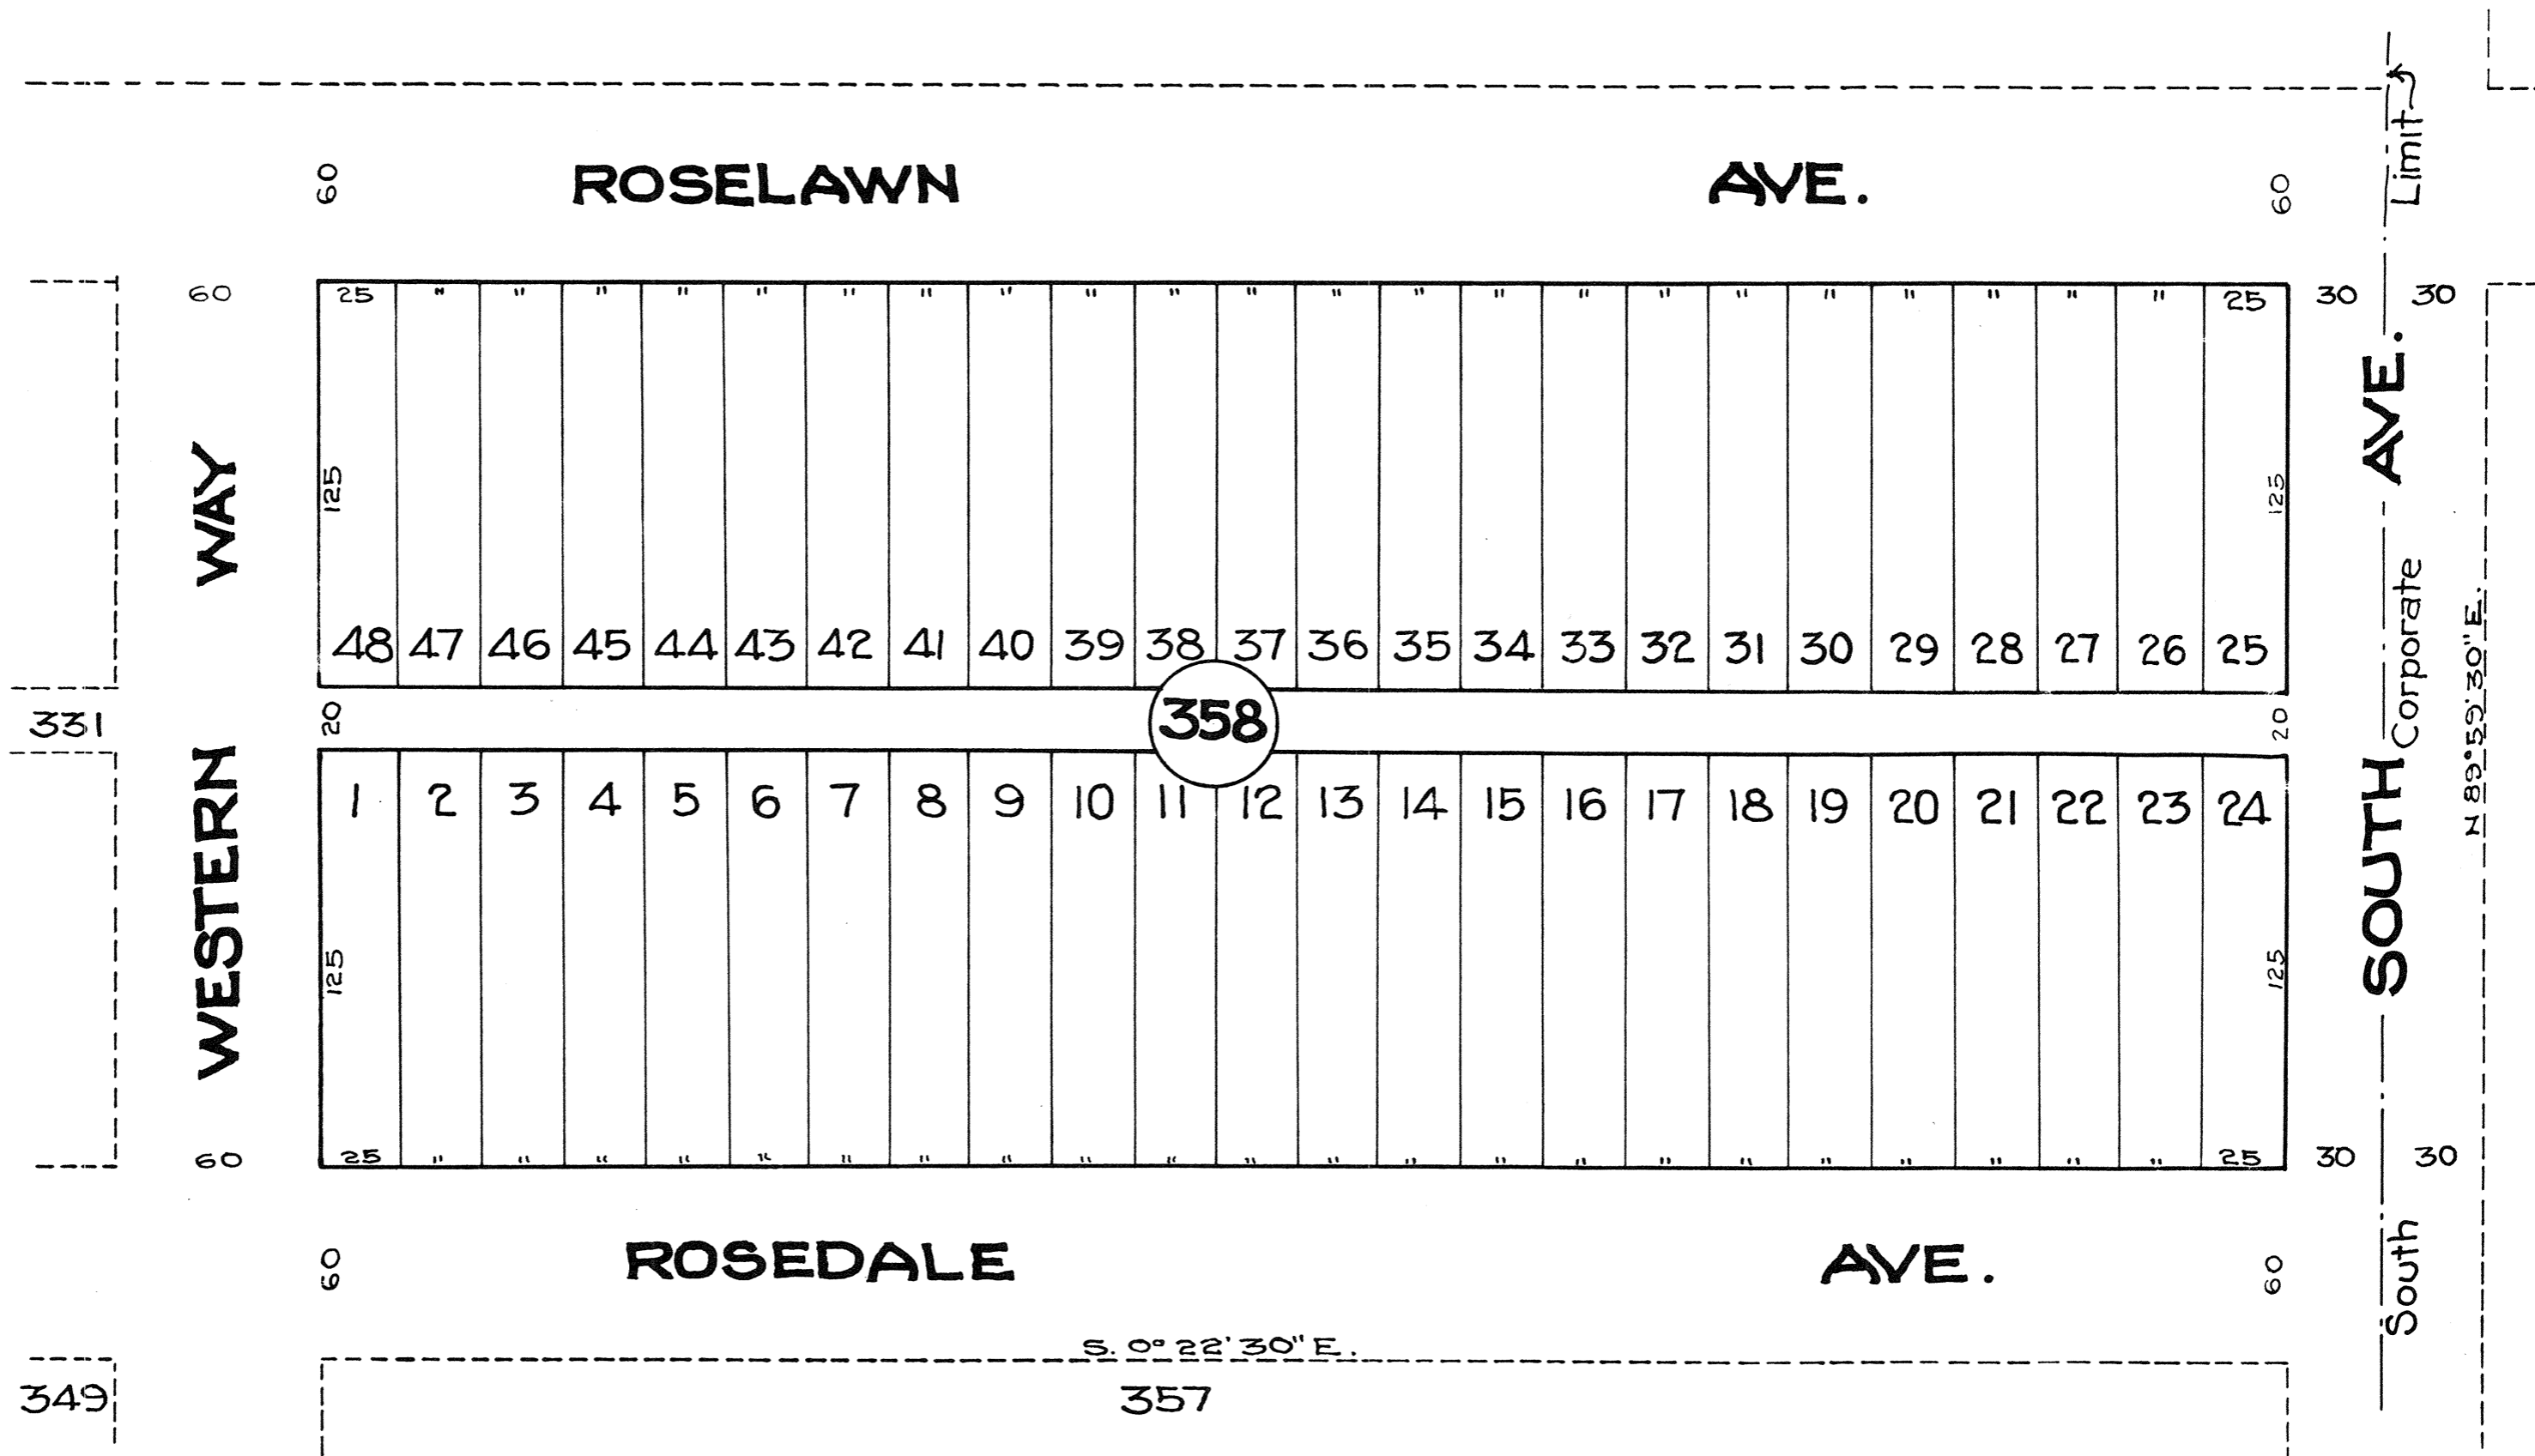 Limit
60 ROSELAWN AVE. 60
60 25 " " " " " " " " " " " " " " " " " " " " " " 25 30 30
WESTERN WAY
125 125
SOUTH AVE.
South Corporate
N 89° 59' 30" E.
48 47 46 45 44 43 42 41 40 39 38 37 36 35 34 33 32 31 30 29 28 27 26 25
331 20 358 20
1 2 3 4 5 6 7 8 9 10 11 12 13 14 15 16 17 18 19 20 21 22 23 24
125 125
60 25 " " " " " " " " " " " " " " " " " " " " " " 25 30 30
60 ROSEDALE AVE. 60
S. 0° 22' 30" E.
349 357